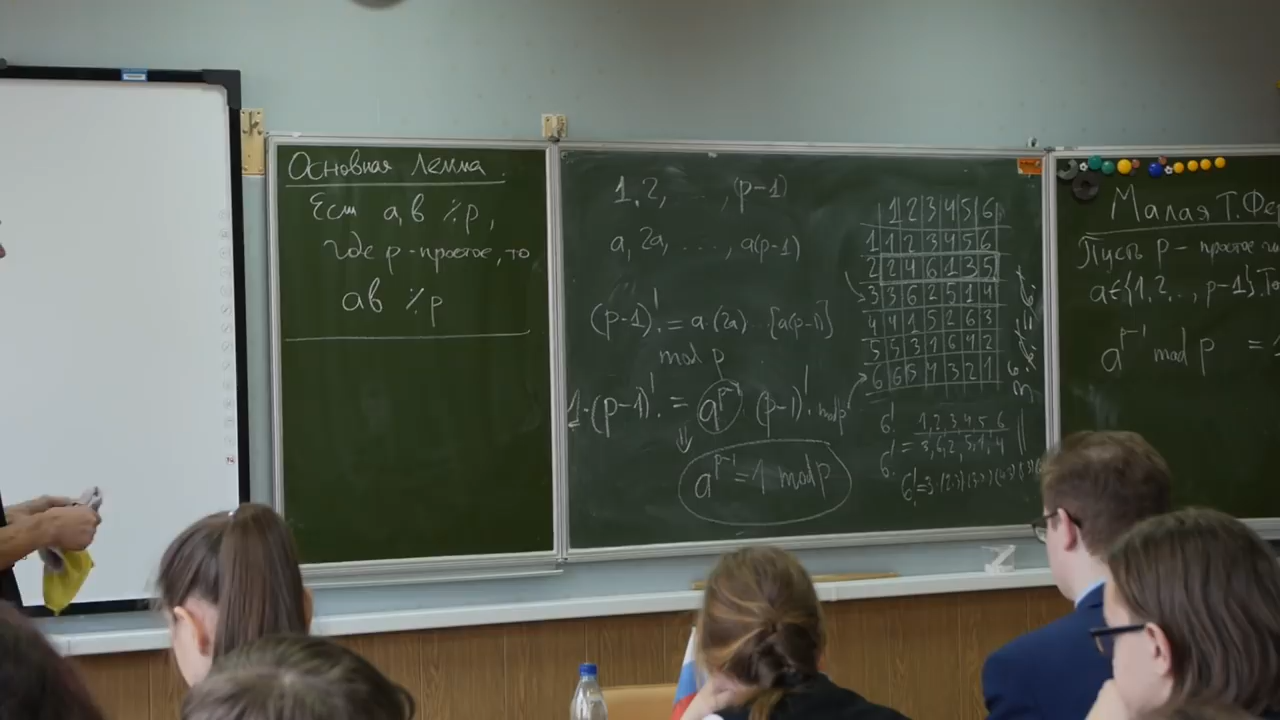 Основная Лемма.
Если a, b ⁒ p,
где p - простое, то
ab ⁒ p
1, 2, ..., (p-1)
a, 2a, ...., a(p-1)
(p-1)! = a·(2a)...[a(p-1)]
mod p
1·(p-1)! = a^{p-1}·(p-1)! mod p
⇓
a^{p-1} = 1 mod p
1 2 3 4 5 6
1 1 2 3 4 5 6
2 2 4 6 1 3 5
3 3 6 2 5 1 4
4 4 1 5 2 6 3
5 5 3 1 6 4 2
6 6 5 4 3 2 1
6! 1, 2, 3, 4, 5, 6
6! = 3, 6, 2, 5, 1, 4
Малая Т. Фе
Пусть p - простое
a∈{1, 2, .., p-1}. То
a^{p-1} mod p =